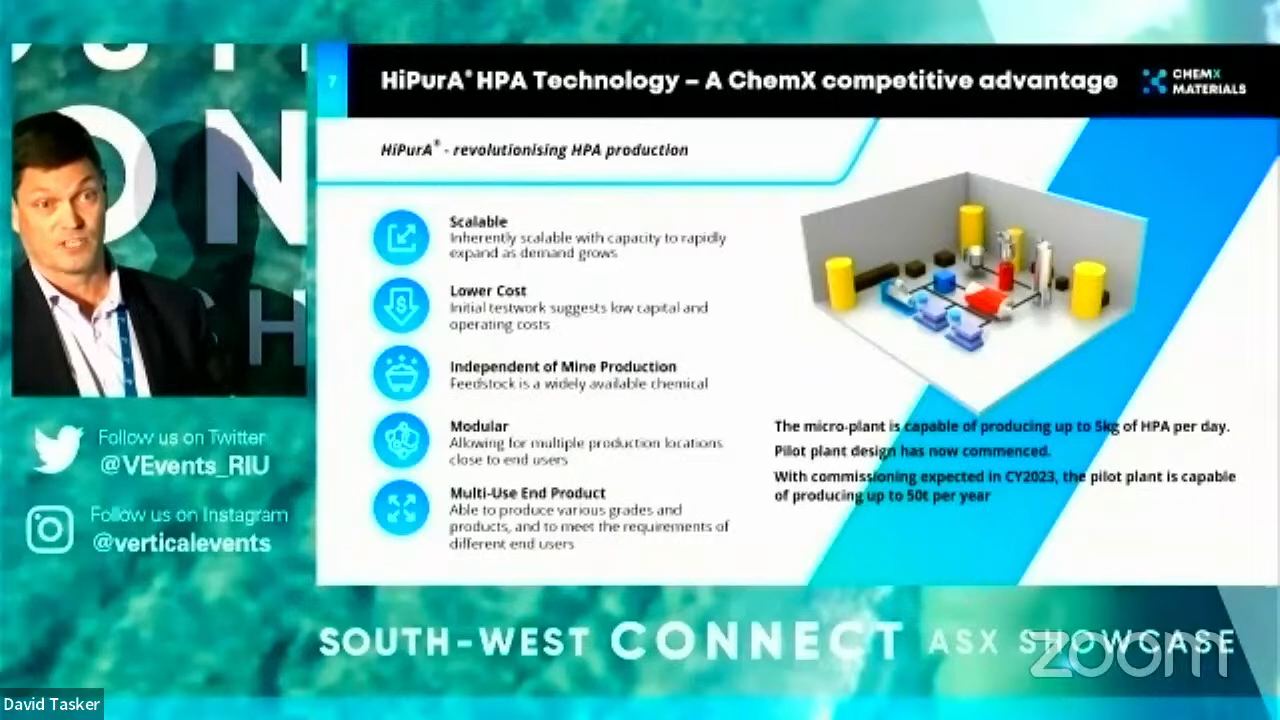 7
HiPurA® HPA Technology – A ChemX competitive advantage
CHEMX
MATERIALS
HiPurA® - revolutionising HPA production
Scalable
Inherently scalable with capacity to rapidly
expand as demand grows
Lower Cost
Initial testwork suggests low capital and
operating costs
Independent of Mine Production
Feedstock is a widely available chemical
Modular
Allowing for multiple production locations
close to end users
Multi-Use End Product
Able to produce various grades and
products, and to meet the requirements of
different end users
The micro-plant is capable of producing up to 5kg of HPA per day.
Pilot plant design has now commenced.
With commissioning expected in CY2023, the pilot plant is capable
of producing up to 50t per year
ON
H
Follow us on Twitter
@VEvents_RIU
Follow us on Instagram
@verticalevents
SOUTH-WEST CONNECT ASX SHOWCASE
zoom
David Tasker